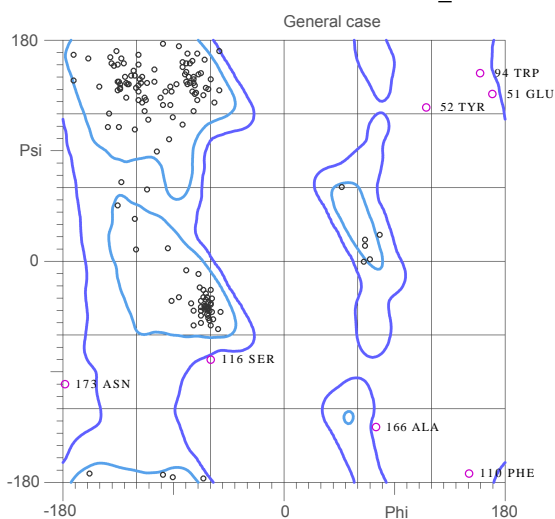 General case
180
94 TRP
51 GLU
52 TYR
Psi
0
116 SER
173 ASN
166 ALA
110 PHE
-180
-180
0
Phi
180